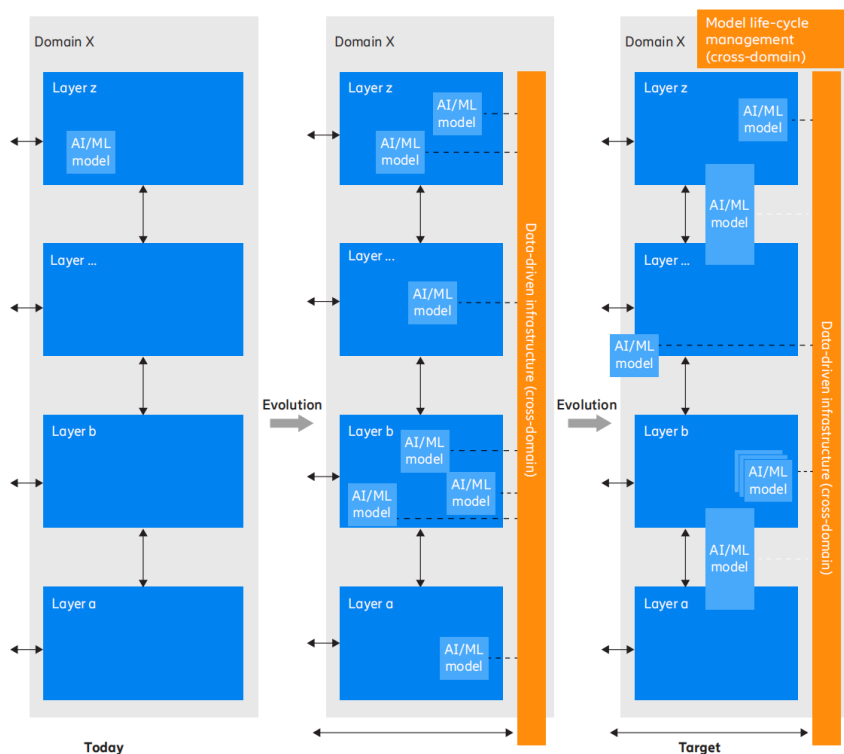 Domain X
Layer z
AI/ML
model
Layer ...
Layer b
Layer a
Today
Evolution
Domain X
Layer z
AI/ML
model
AI/ML
model
Layer ...
AI/ML
model
Layer b
AI/ML
model
AI/ML
model
AI/ML
model
Layer a
AI/ML
model
Data-driven infrastructure (cross-domain)
Evolution
Domain X
Model life-cycle
management
(cross-domain)
Layer z
AI/ML
model
AI/ML
model
Layer ...
AI/ML
model
Layer b
AI/ML
model
AI/ML
model
Layer a
Data-driven infrastructure (cross-domain)
Target